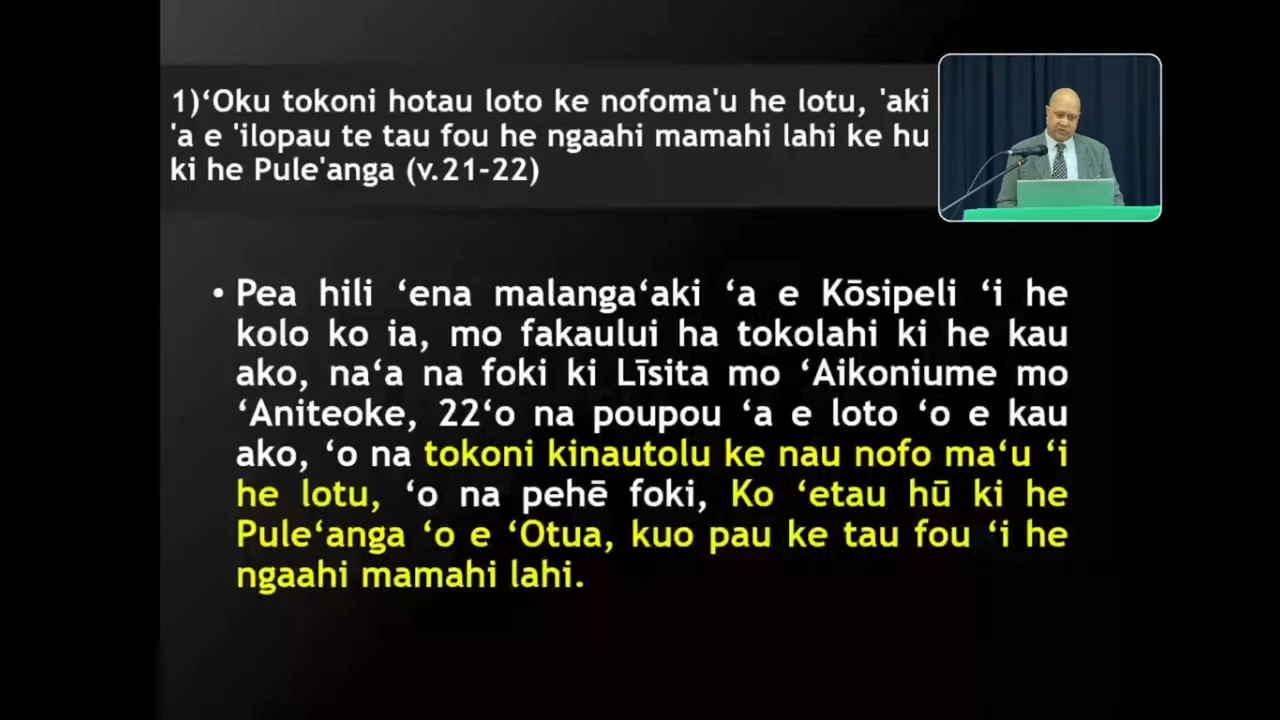 1)‘Oku tokoni hotau loto ke nofoma'u he lotu, 'aki
'a e 'ilopau te tau fou he ngaahi mamahi lahi ke hu
ki he Pule'anga (v.21-22)
• Pea hili ‘ena malanga‘aki ‘a e Kōsipeli ‘i he
kolo ko ia, mo fakaului ha tokolahi ki he kau
ako, na‘a na foki ki Līsita mo ‘Aikoniume mo
‘Aniteoke, 22‘o na poupou ‘a e loto ‘o e kau
ako, ‘o na tokoni kinautolu ke nau nofo ma‘u ‘i
he lotu, ‘o na pehē foki, Ko ‘etau hū ki he
Pule‘anga ‘o e ‘Otua, kuo pau ke tau fou ‘i he
ngaahi mamahi lahi.